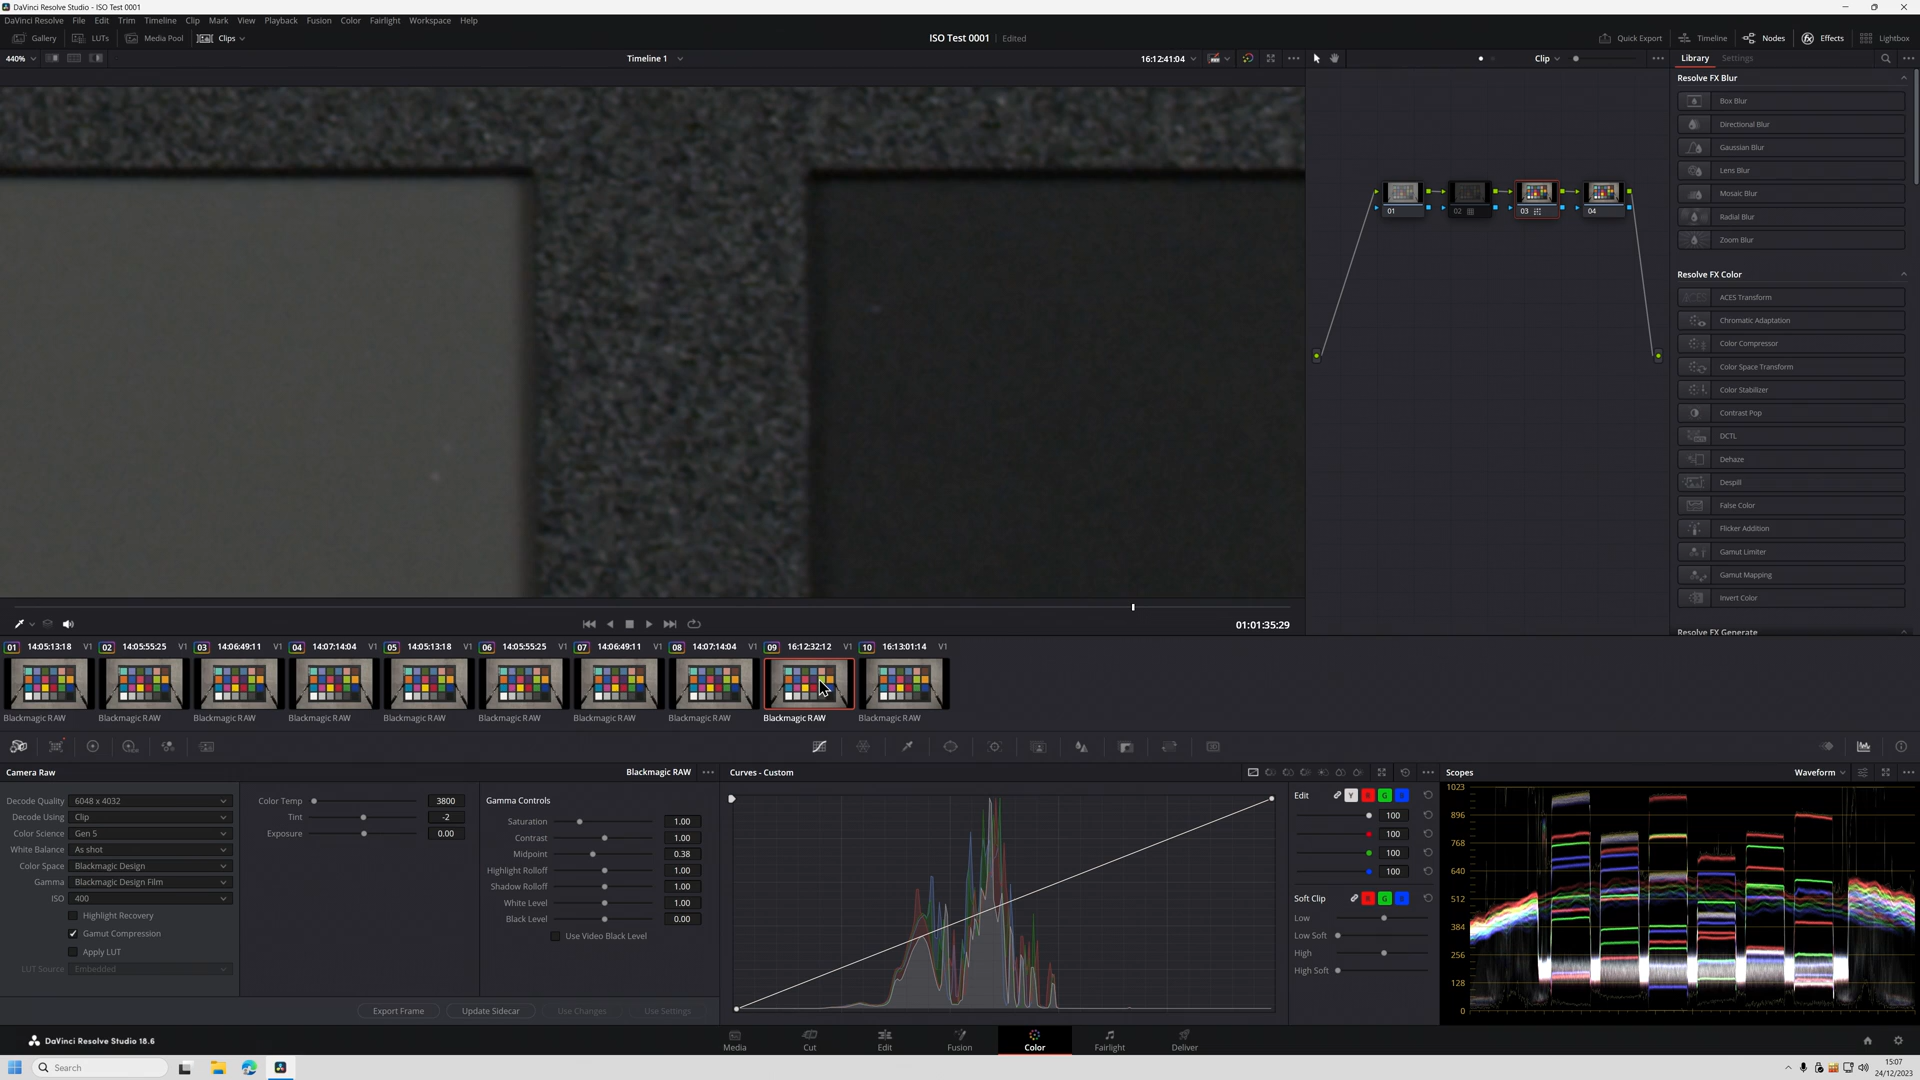 DaVinci Resolve Studio - ISO Test 0001
DaVinci Resolve File Edit Trim Timeline Clip Mark View Playback Fusion Color Fairlight Workspace Help
Gallery LUTs Media Pool Clips ISO Test 0001 Edited Quick Export Timeline Nodes Effects Lightbox
440% Timeline 1 16:12:41:04 Clip Library Settings
Resolve FX Blur
Box Blur
Directional Blur
Gaussian Blur
Lens Blur
Mosaic Blur
Radial Blur
Zoom Blur
01 02 03 04
Resolve FX Color
ACES Transform
Chromatic Adaptation
Color Compressor
Color Space Transform
Color Stabilizer
Contrast Pop
DCTL
Dehaze
Despill
False Color
Flicker Addition
Gamut Limiter
Gamut Mapping
Invert Color
Resolve FX Generate
01:01:35:29
01 14:05:13:18 V1 02 14:05:55:25 V1 03 14:06:49:11 V1 04 14:07:14:04 V1 05 14:05:13:18 V1 06 14:05:55:25 V1 07 14:06:49:11 V1 08 14:07:14:04 V1 09 16:12:32:12 V1 10 16:13:01:14 V1
Blackmagic RAW Blackmagic RAW Blackmagic RAW Blackmagic RAW Blackmagic RAW Blackmagic RAW Blackmagic RAW Blackmagic RAW Blackmagic RAW Blackmagic RAW
Camera Raw Blackmagic RAW
Decode Quality 6048 x 4032
Decode Using Clip
Color Science Gen 5
White Balance As shot
Color Space Blackmagic Design
Gamma Blackmagic Design Film
ISO 400
Highlight Recovery
Gamut Compression
Apply LUT
LUT Source Embedded
Color Temp 3800
Tint -2
Exposure 0.00
Gamma Controls
Saturation 1.00
Contrast 1.00
Midpoint 0.38
Highlight Rolloff 1.00
Shadow Rolloff 1.00
White Level 1.00
Black Level 0.00
Use Video Black Level
Export Frame Update Sidecar Use Changes Use Settings
Curves - Custom
Edit Y R G B
100
100
100
100
Soft Clip R G B
Low
Low Soft
High
High Soft
Scopes Waveform
1023
896
768
640
512
384
256
128
0
DaVinci Resolve Studio 18.6
Media Cut Edit Fusion Color Fairlight Deliver
Search
15:07
24/12/2023